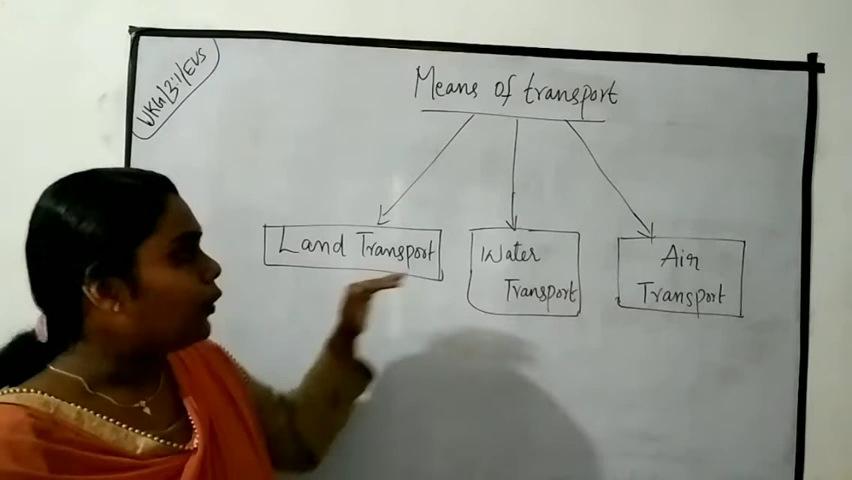 UKG/3.1/EVS
Means of transport
Land Transport
Water
Transport
Air
Transport